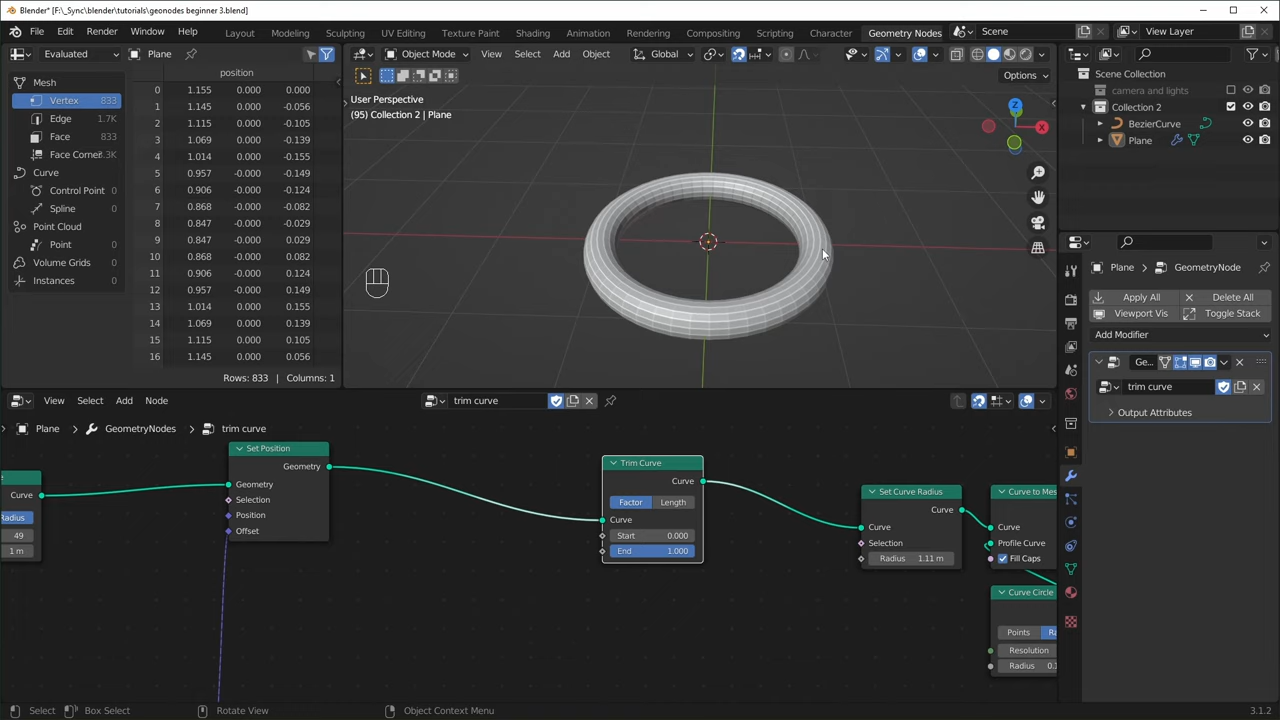 Blender* [F:\_Sync\blender\tutorials\geonodes beginner 3.blend]
File Edit Render Window Help Layout Modeling Sculpting UV Editing Texture Paint Shading Animation Rendering Compositing Scripting Character Geometry Nodes Scene View Layer
Evaluated Plane
Object Mode View Select Add Object Global
Options
Mesh
Vertex 833
Edge 1.7K
Face 833
Face Corner 3.3K
Curve
Control Point 0
Spline 0
Point Cloud
Point 0
Volume Grids 0
Instances 0
position
0 1.155 0.000 0.000
1 1.145 0.000 -0.056
2 1.115 0.000 -0.105
3 1.069 -0.000 -0.139
4 1.014 -0.000 -0.155
5 0.957 -0.000 -0.149
6 0.906 -0.000 -0.124
7 0.868 -0.000 -0.082
8 0.847 -0.000 -0.029
9 0.847 -0.000 0.029
10 0.868 -0.000 0.082
11 0.906 -0.000 0.124
12 0.957 -0.000 0.149
13 1.014 -0.000 0.155
14 1.069 -0.000 0.139
15 1.115 0.000 0.105
16 1.145 0.000 0.056
Rows: 833 | Columns: 1
User Perspective
(95) Collection 2 | Plane
Z
X
Scene Collection
camera and lights
Collection 2
BezierCurve
Plane
Plane GeometryNode
Apply All Delete All
Viewport Vis Toggle Stack
Add Modifier
Ge...
trim curve
Output Attributes
View Select Add Node trim curve
Plane GeometryNodes trim curve
Curve
Radius
49
1 m
Set Position
Geometry
Geometry
Selection
Position
Offset
Trim Curve
Curve
Factor Length
Curve
Start 0.000
End 1.000
Set Curve Radius
Curve
Curve
Selection
Radius 1.11 m
Curve to Mes
Curve
Profile Curve
Fill Caps
Curve Circle
Points Ra
Resolution
Radius 0.1
Select Box Select Rotate View Object Context Menu 3.1.2